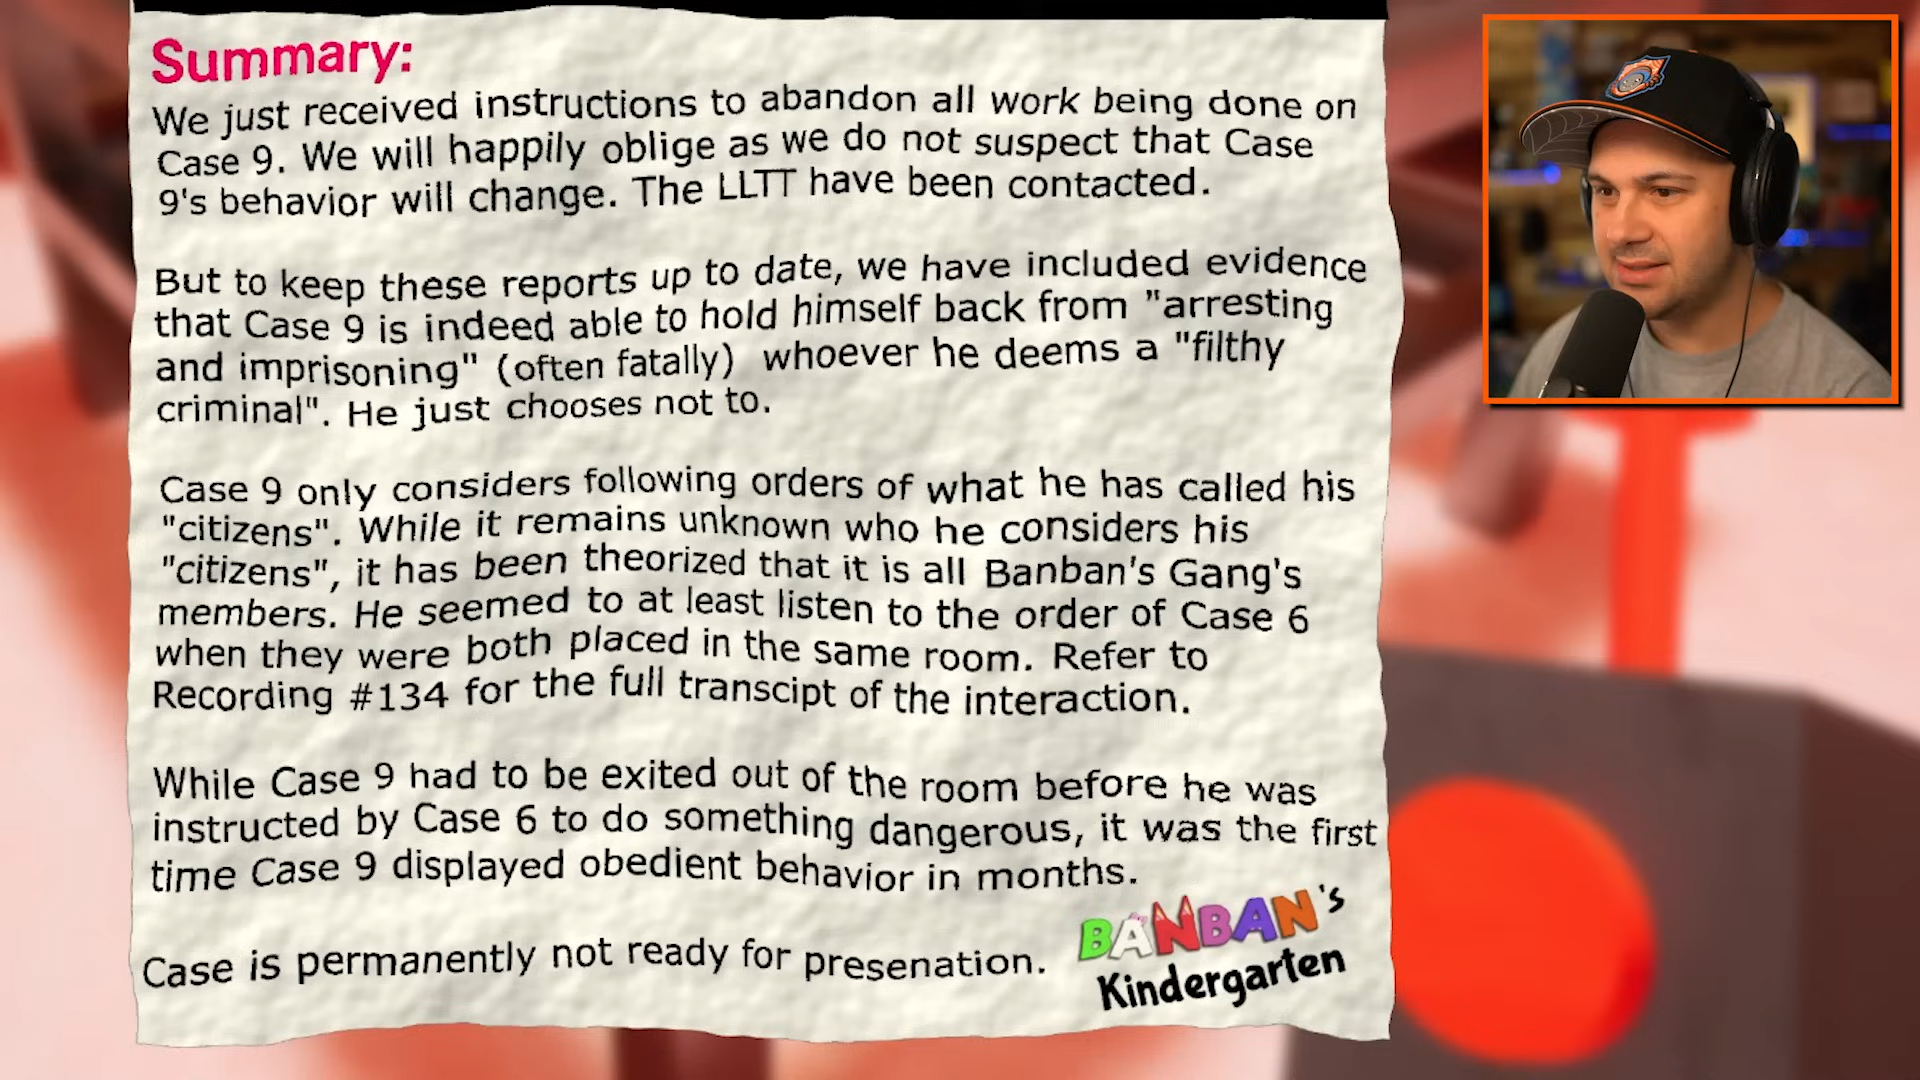 Summary:
We just received instructions to abandon all work being done on
Case 9. We will happily oblige as we do not suspect that Case
9's behavior will change. The LLTT have been contacted.
But to keep these reports up to date, we have included evidence
that Case 9 is indeed able to hold himself back from "arresting
and imprisoning" (often fatally) whoever he deems a "filthy
criminal". He just chooses not to.
Case 9 only considers following orders of what he has called his
"citizens". While it remains unknown who he considers his
"citizens", it has been theorized that it is all Banban's Gang's
members. He seemed to at least listen to the order of Case 6
when they were both placed in the same room. Refer to
Recording #134 for the full transcipt of the interaction.
While Case 9 had to be exited out of the room before he was
instructed by Case 6 to do something dangerous, it was the first
time Case 9 displayed obedient behavior in months.
Case is permanently not ready for presenation.
BANBAN's
Kindergarten